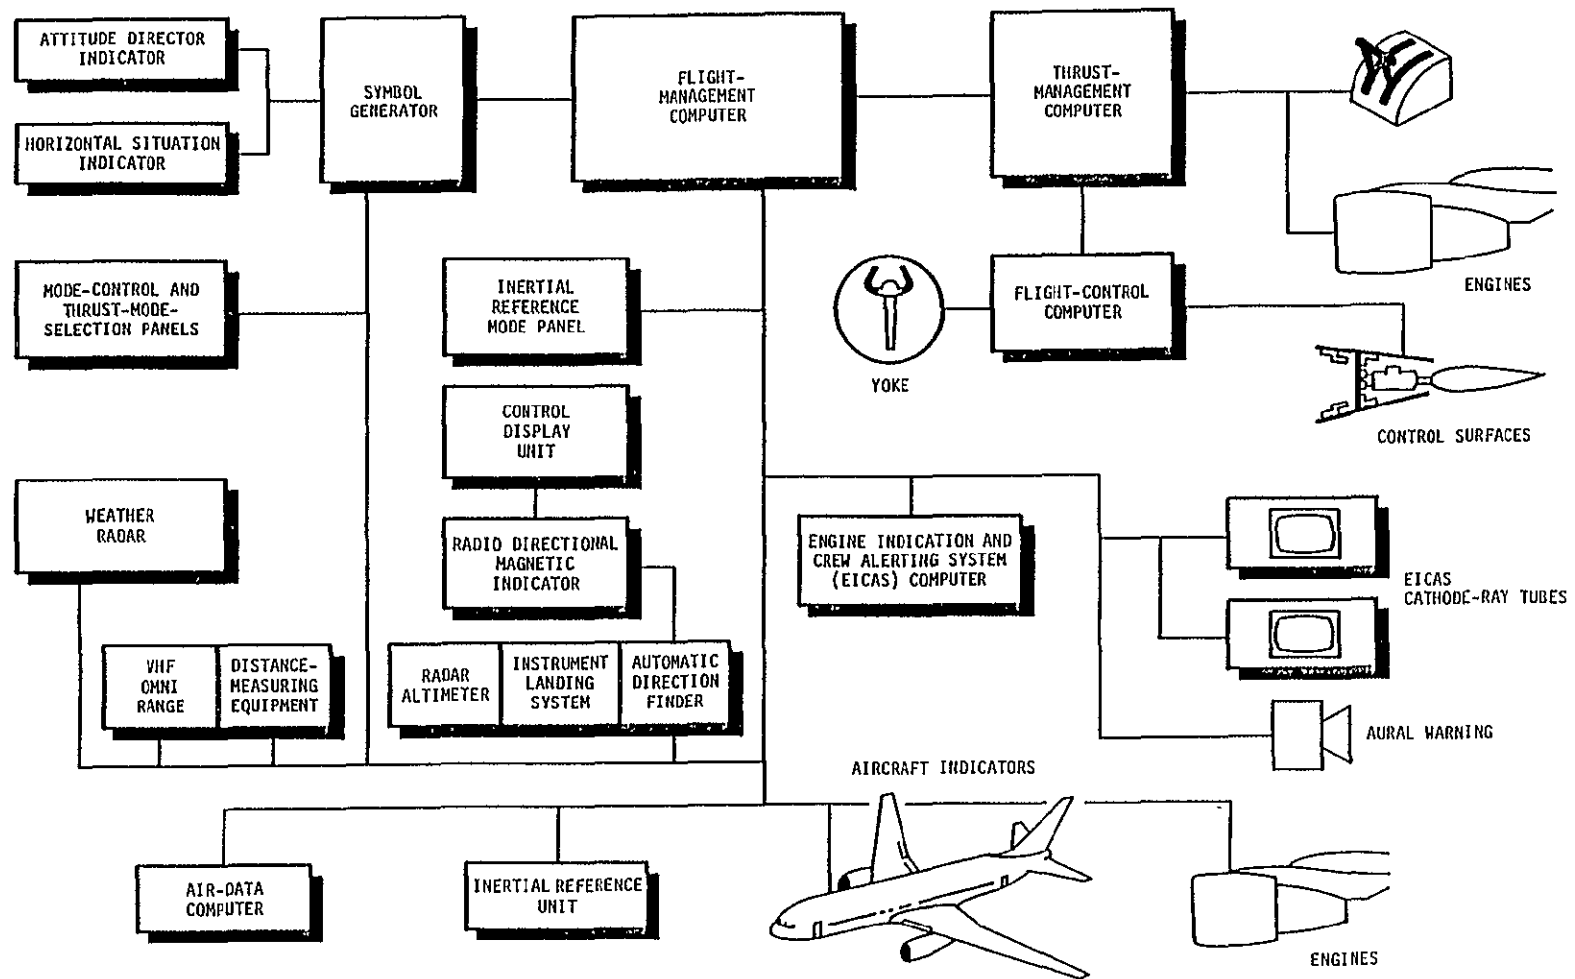 ATTITUDE DIRECTOR
INDICATOR
HORIZONTAL SITUATION
INDICATOR
SYMBOL
GENERATOR
FLIGHT-
MANAGEMENT
COMPUTER
THRUST-
MANAGEMENT
COMPUTER
ENGINES
MODE-CONTROL AND
THRUST-MODE-
SELECTION PANELS
INERTIAL
REFERENCE
MODE PANEL
YOKE
FLIGHT-CONTROL
COMPUTER
CONTROL SURFACES
CONTROL
DISPLAY
UNIT
WEATHER
RADAR
RADIO DIRECTIONAL
MAGNETIC
INDICATOR
ENGINE INDICATION AND
CREW ALERTING SYSTEM
(EICAS) COMPUTER
EICAS
CATHODE-RAY TUBES
VHF
OMNI
RANGE
DISTANCE-
MEASURING
EQUIPMENT
RADAR
ALTIMETER
INSTRUMENT
LANDING
SYSTEM
AUTOMATIC
DIRECTION
FINDER
AURAL WARNING
AIRCRAFT INDICATORS
AIR-DATA
COMPUTER
INERTIAL REFERENCE
UNIT
ENGINES